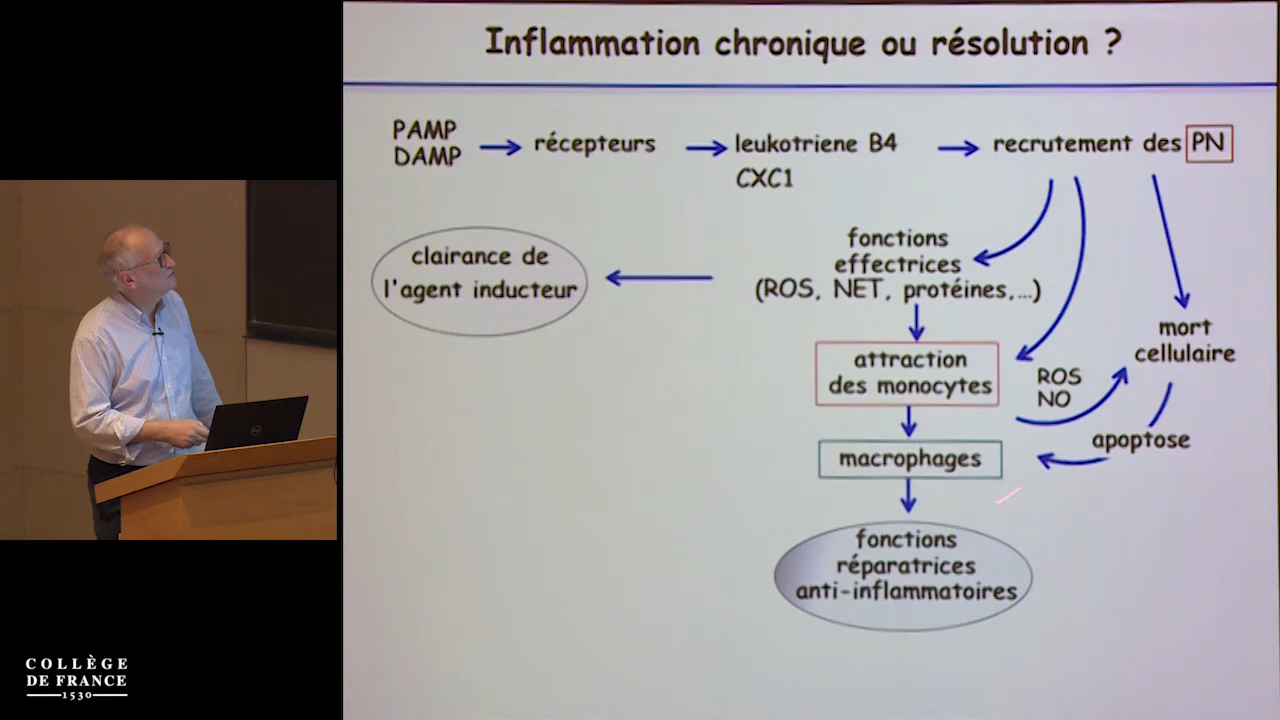 Inflammation chronique ou résolution ?
PAMP
DAMP
récepteurs
leukotriene B4
CXC1
recrutement des PN
fonctions
effectrices
(ROS, NET, protéines,…)
clairance de
l'agent inducteur
attraction
des monocytes
ROS
NO
mort
cellulaire
apoptose
macrophages
fonctions
réparatrices
anti-inflammatoires
COLLÈGE
DE FRANCE
1530
DELL